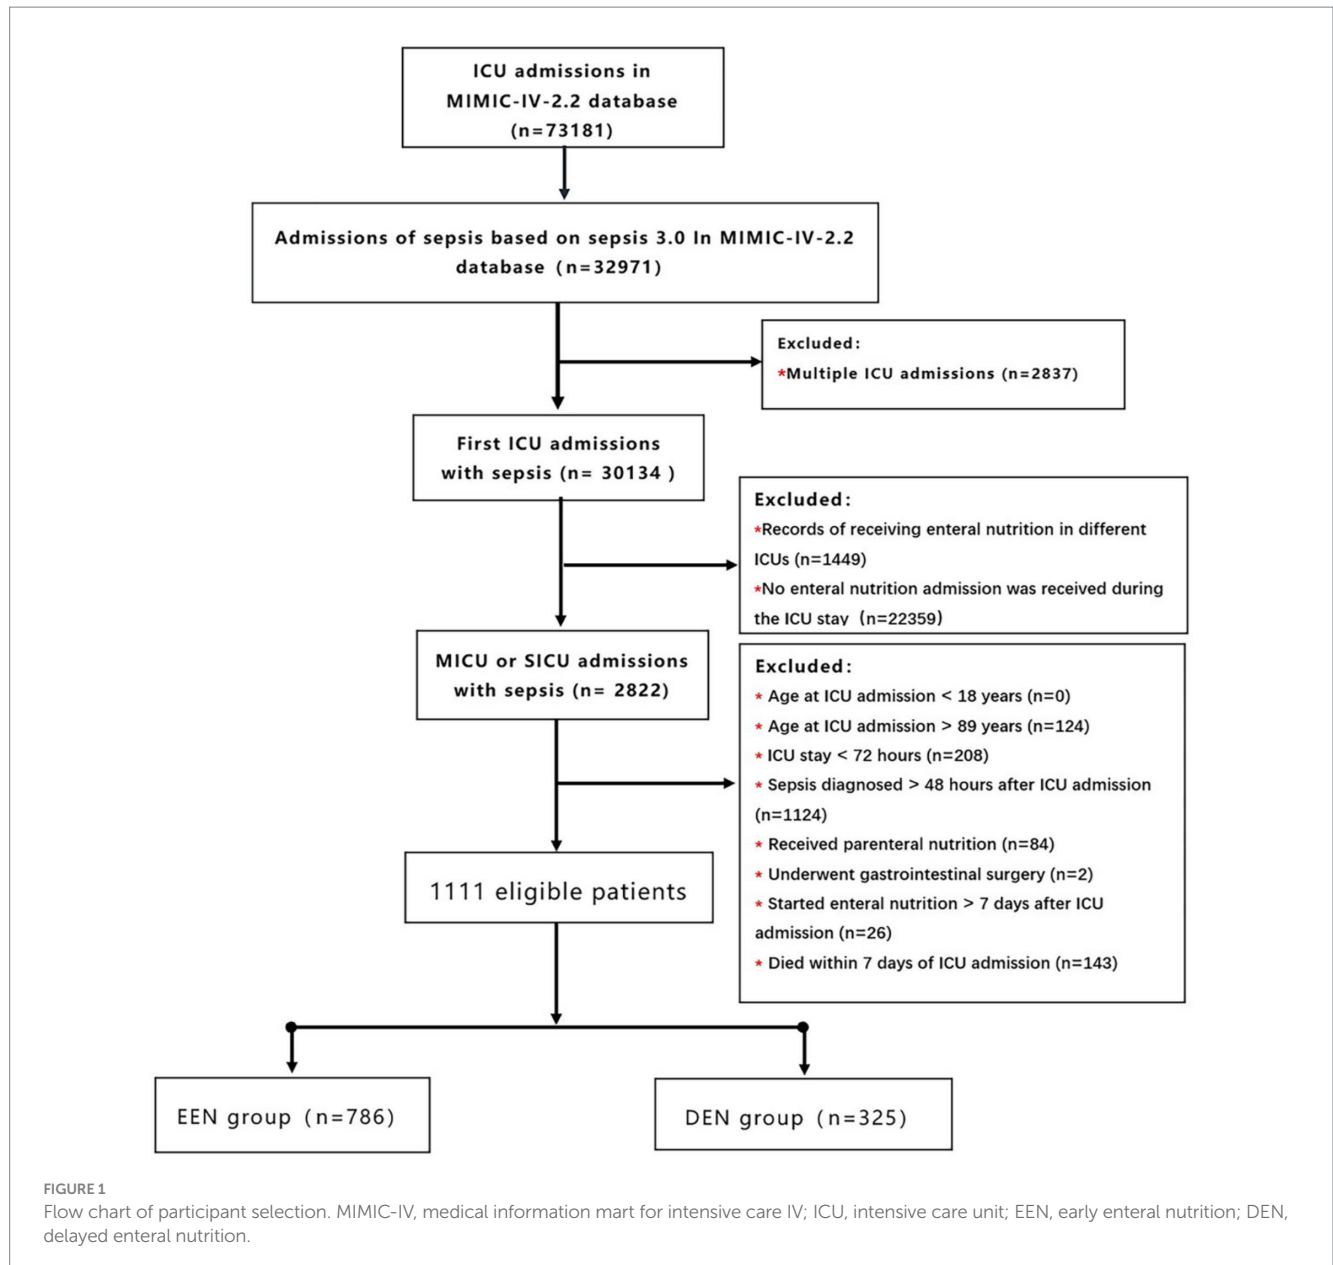 ICU admissions in
MIMIC-IV-2.2 database
(n=73181)
Admissions of sepsis based on sepsis 3.0 In MIMIC-IV-2.2
database (n=32971)
Excluded:
*Multiple ICU admissions (n=2837)
First ICU admissions
with sepsis (n= 30134 )
Excluded:
*Records of receiving enteral nutrition in different
ICUs (n=1449)
*No enteral nutrition admission was received during
the ICU stay (n=22359)
MICU or SICU admissions
with sepsis (n= 2822)
Excluded:
* Age at ICU admission < 18 years (n=0)
* Age at ICU admission > 89 years (n=124)
* ICU stay < 72 hours (n=208)
* Sepsis diagnosed > 48 hours after ICU admission
(n=1124)
* Received parenteral nutrition (n=84)
* Underwent gastrointestinal surgery (n=2)
* Started enteral nutrition > 7 days after ICU
admission (n=26)
* Died within 7 days of ICU admission (n=143)
1111 eligible patients
EEN group (n=786)
DEN group (n=325)
FIGURE 1
Flow chart of participant selection. MIMIC-IV, medical information mart for intensive care IV; ICU, intensive care unit; EEN, early enteral nutrition; DEN,
delayed enteral nutrition.